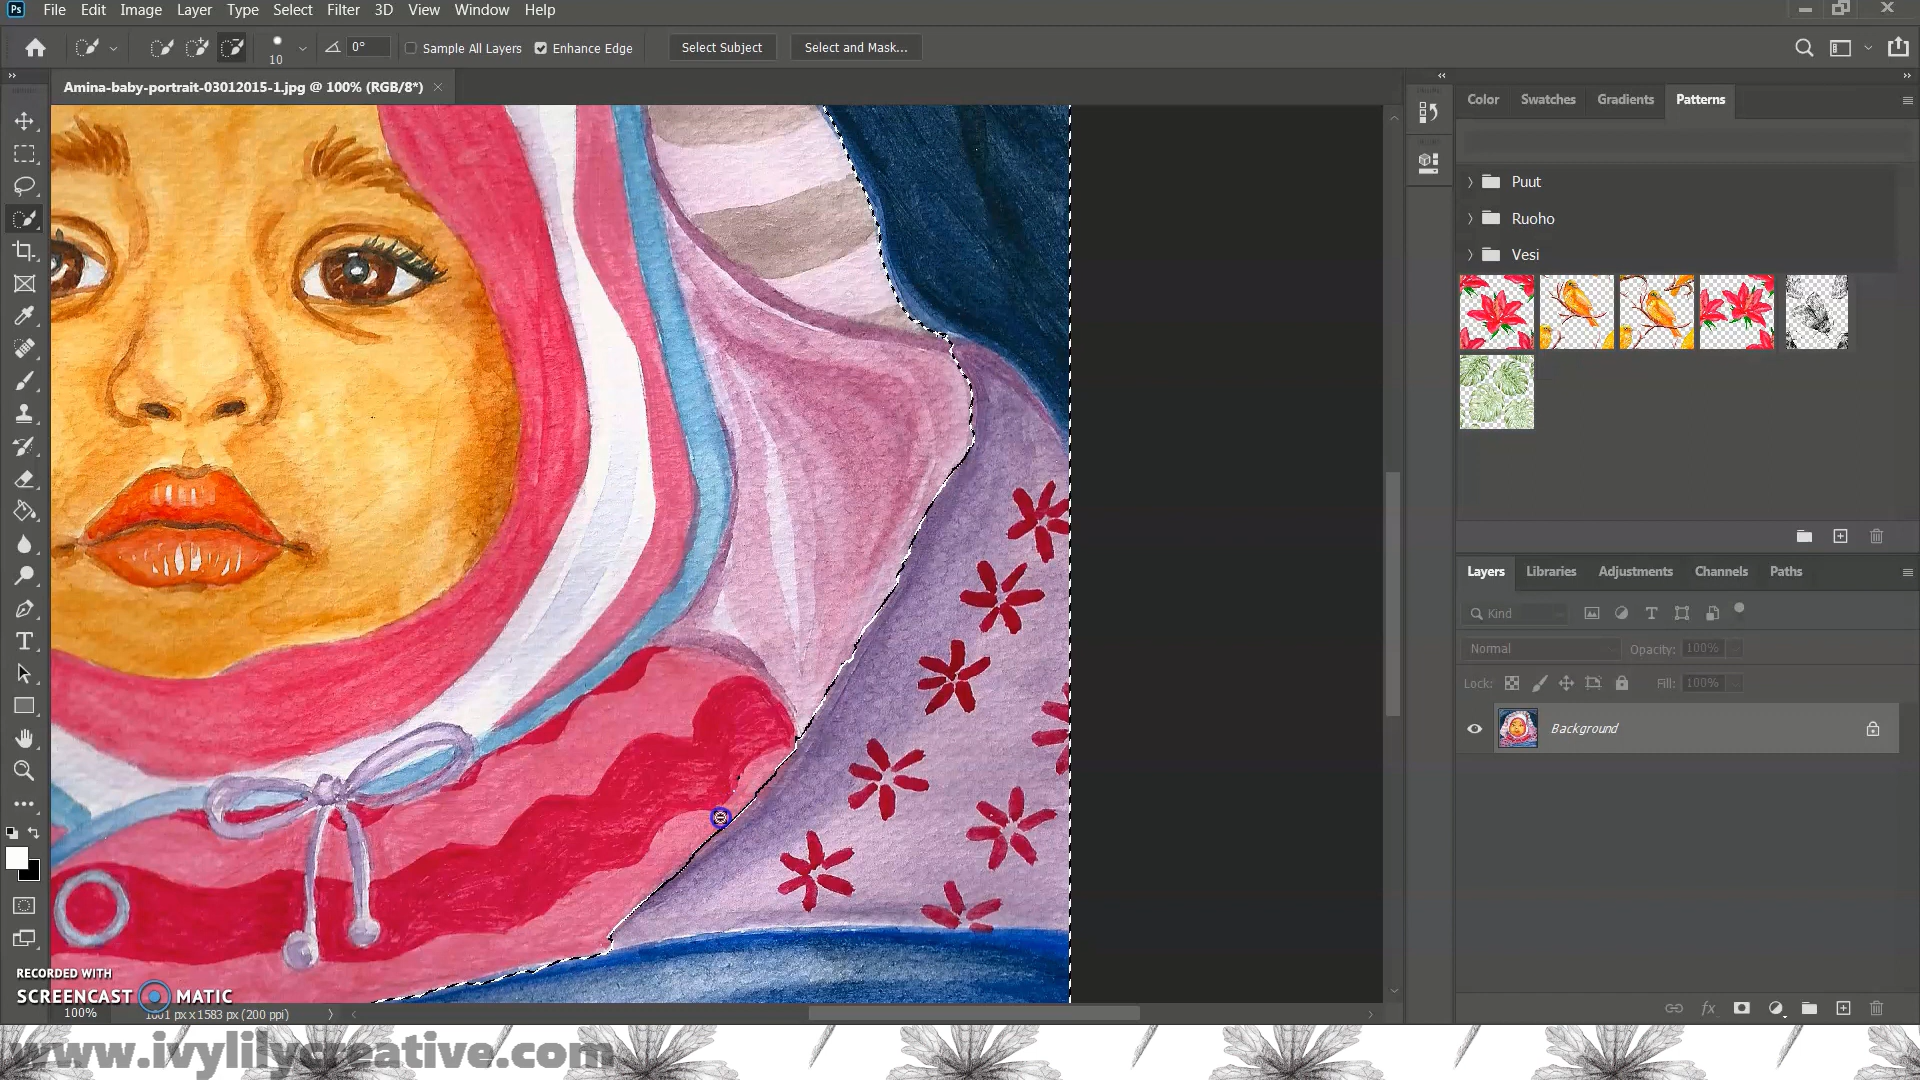 Ps File Edit Image Layer Type Select Filter 3D View Window Help
10 0° Sample All Layers Enhance Edge Select Subject Select and Mask...
Amina-baby-portrait-03012015-1.jpg @ 100% (RGB/8*)
Color Swatches Gradients Patterns
Puut
Ruoho
Vesi
Layers Libraries Adjustments Channels Paths
Kind
Normal Opacity: 100%
Lock: Fill: 100%
Background
RECORDED WITH
SCREENCAST MATIC
100% px x 1583 px (200 ppi)
www.ivylilycreative.com